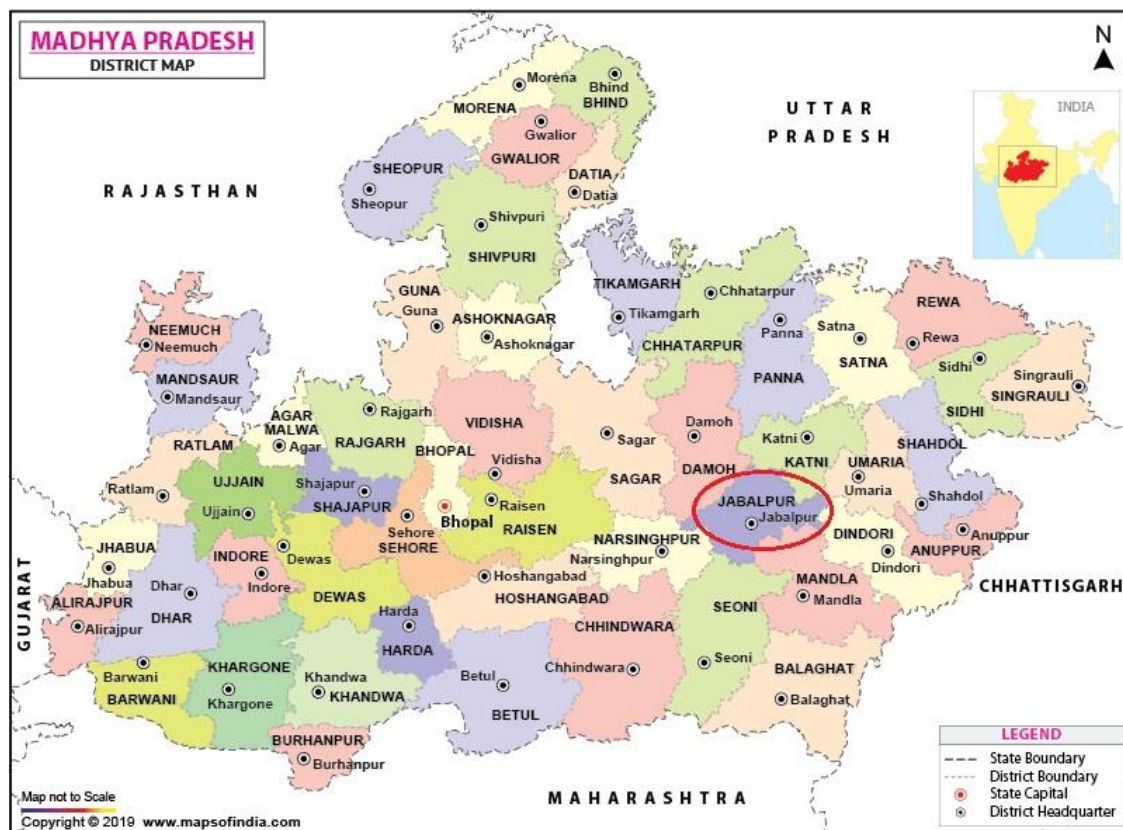 MADHYA PRADESH
DISTRICT MAP
N
INDIA
UTTAR
PRADESH
RAJASTHAN
GUJARAT
MAHARASHTRA
CHHATTISGARH
Morena
MORENA
Bhind
BHIND
Gwalior
GWALIOR
SHEOPUR
Sheopur
DATIA
Datia
Shivpuri
SHIVPURI
GUNA
Guna
ASHOKNAGAR
Ashoknagar
TIKAMGARH
Tikamgarh
Chhatarpur
CHHATARPUR
Panna
PANNA
Satna
SATNA
REWA
Rewa
Sidhi
SIDHI
Singrauli
SINGRAULI
NEEMUCH
Neemuch
MANDSAUR
Mandsaur
AGAR
MALWA
Agar
Rajgarh
RAJGARH
VIDISHA
Vidisha
BHOPAL
Bhopal
Sagar
SAGAR
Damoh
DAMOH
Katni
KATNI
UMARIA
Umaria
SHAHDOL
Shahdol
RATLAM
Ratlam
UJJAIN
Ujjain
Shajapur
SHAJAPUR
Sehore
SEHORE
Raisen
RAISEN
JABALPUR
Jabalpur
NARSINGHPUR
Narsinghpur
DINDORI
Dindori
Anuppur
ANUPPUR
JHABUA
Jhabua
ALIRAJPUR
Alirajpur
Dhar
DHAR
INDORE
Indore
Dewas
DEWAS
Hoshangabad
HOSHANGABAD
Harda
HARDA
CHHINDWARA
Chhindwara
SEONI
Seoni
MANDLA
Mandla
BALAGHAT
Balaghat
Barwani
BARWANI
KHARGONE
Khargone
Khandwa
KHANDWA
Betul
BETUL
BURHANPUR
Burhanpur
LEGEND
State Boundary
District Boundary
State Capital
District Headquarter
Map not to Scale
Copyright © 2019 www.mapsofindia.com